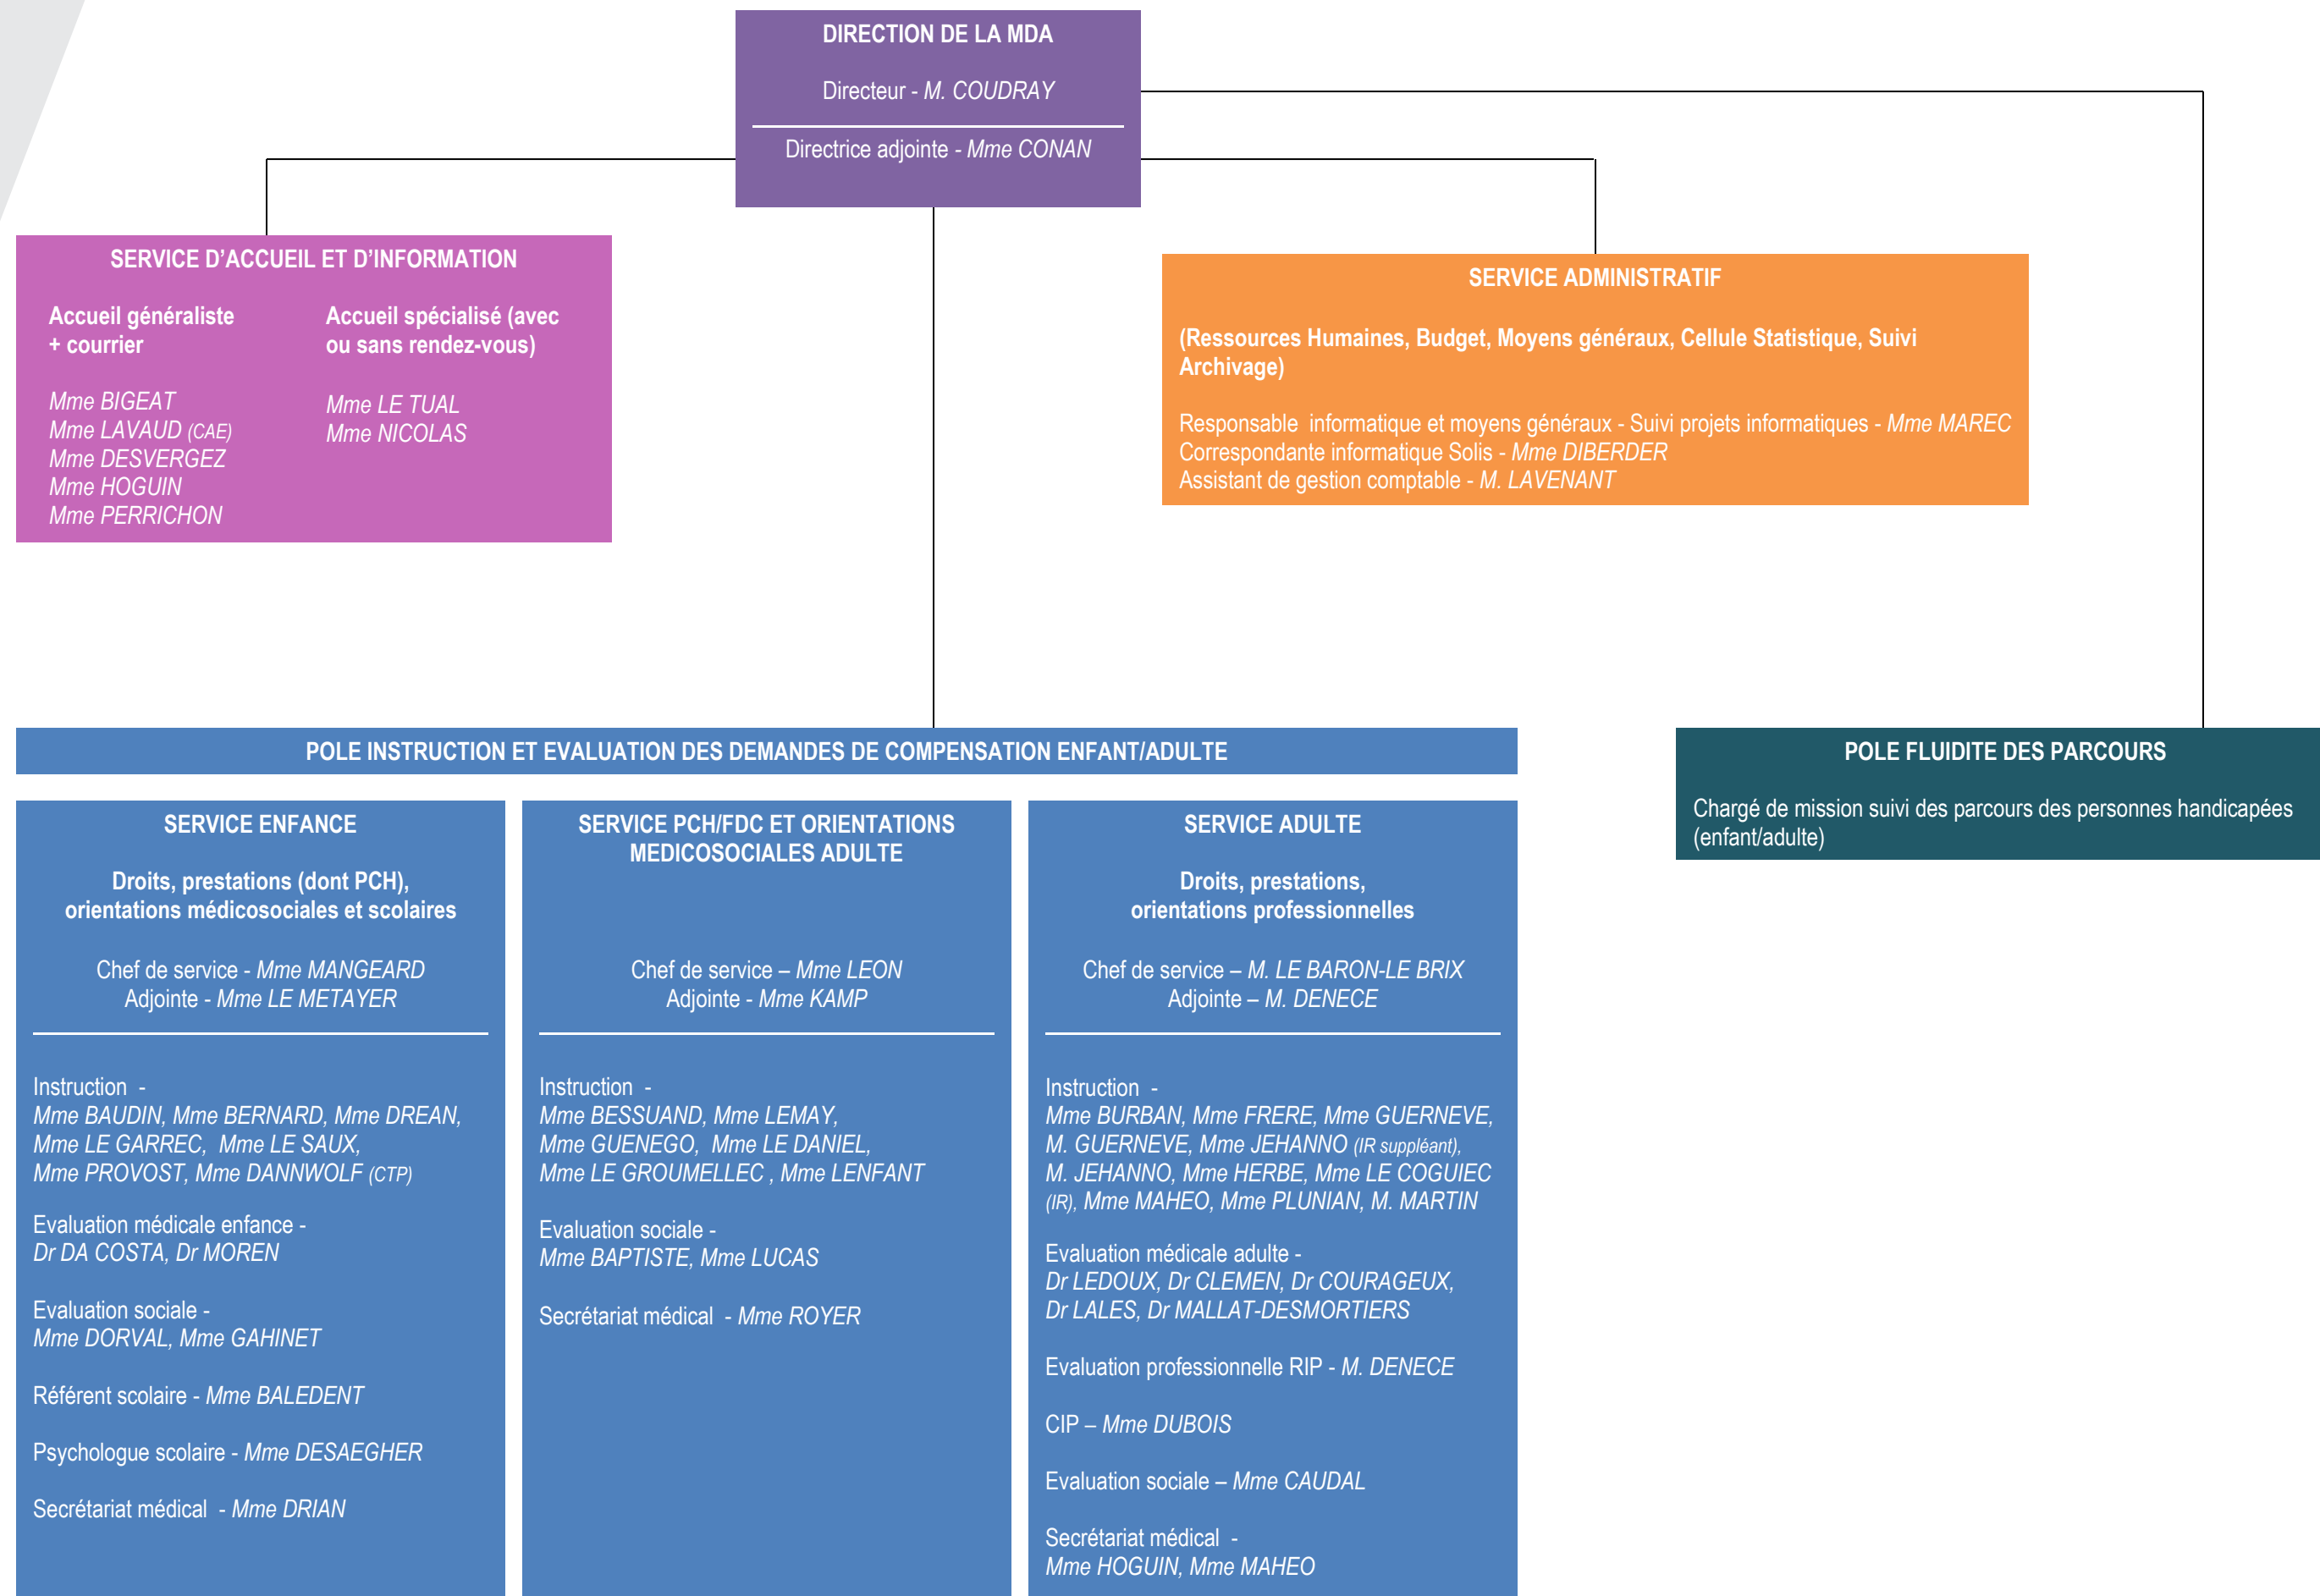 DIRECTION DE LA MDA
Directeur - M. COUDRAY
Directrice adjointe - Mme CONAN
SERVICE D’ACCUEIL ET D’INFORMATION
Accueil généraliste
+ courrier
Mme BIGEAT
Mme LAVAUD (CAE)
Mme DESVERGEZ
Mme HOGUIN
Mme PERRICHON
Accueil spécialisé (avec
ou sans rendez-vous)
Mme LE TUAL
Mme NICOLAS
SERVICE ADMINISTRATIF
(Ressources Humaines, Budget, Moyens généraux, Cellule Statistique, Suivi
Archivage)
Responsable informatique et moyens généraux - Suivi projets informatiques - Mme MAREC
Correspondante informatique Solis - Mme DIBERDER
Assistant de gestion comptable - M. LAVENANT
POLE INSTRUCTION ET EVALUATION DES DEMANDES DE COMPENSATION ENFANT/ADULTE
SERVICE ENFANCE
Droits, prestations (dont PCH),
orientations médicosociales et scolaires
Chef de service - Mme MANGEARD
Adjointe - Mme LE METAYER
Instruction -
Mme BAUDIN, Mme BERNARD, Mme DREAN,
Mme LE GARREC, Mme LE SAUX,
Mme PROVOST, Mme DANNWOLF (CTP)
Evaluation médicale enfance -
Dr DA COSTA, Dr MOREN
Evaluation sociale -
Mme DORVAL, Mme GAHINET
Référent scolaire - Mme BALEDENT
Psychologue scolaire - Mme DESAEGHER
Secrétariat médical - Mme DRIAN
SERVICE PCH/FDC ET ORIENTATIONS
MEDICOSOCIALES ADULTE
Chef de service – Mme LEON
Adjointe - Mme KAMP
Instruction -
Mme BESSUAND, Mme LEMAY,
Mme GUENEGO, Mme LE DANIEL,
Mme LE GROUMELLEC , Mme LENFANT
Evaluation sociale -
Mme BAPTISTE, Mme LUCAS
Secrétariat médical - Mme ROYER
SERVICE ADULTE
Droits, prestations,
orientations professionnelles
Chef de service – M. LE BARON-LE BRIX
Adjointe – M. DENECE
Instruction -
Mme BURBAN, Mme FRERE, Mme GUERNEVE,
M. GUERNEVE, Mme JEHANNO (IR suppléant),
M. JEHANNO, Mme HERBE, Mme LE COGUIEC
(IR), Mme MAHEO, Mme PLUNIAN, M. MARTIN
Evaluation médicale adulte -
Dr LEDOUX, Dr CLEMEN, Dr COURAGEUX,
Dr LALES, Dr MALLAT-DESMORTIERS
Evaluation professionnelle RIP - M. DENECE
CIP – Mme DUBOIS
Evaluation sociale – Mme CAUDAL
Secrétariat médical -
Mme HOGUIN, Mme MAHEO
POLE FLUIDITE DES PARCOURS
Chargé de mission suivi des parcours des personnes handicapées
(enfant/adulte)